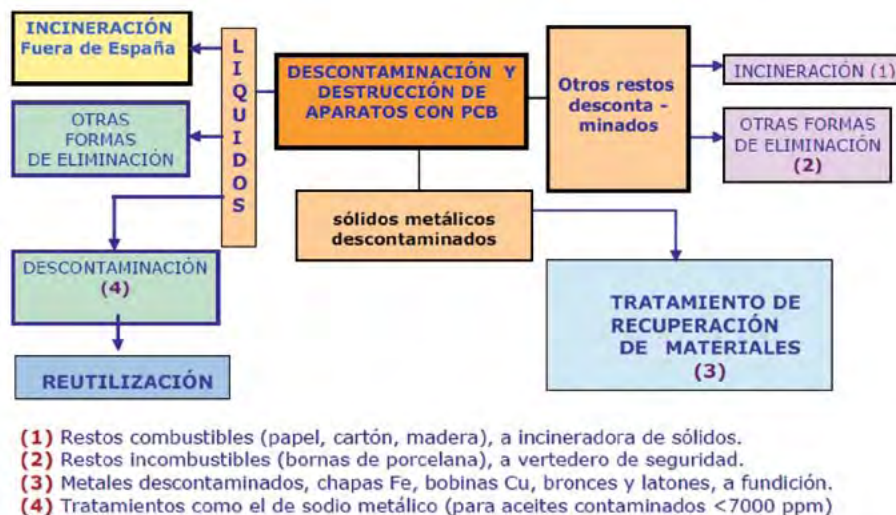 INCINERACIÓN
Fuera de España
LIQUIDOS
DESCONTAMINACIÓN Y
DESTRUCCIÓN DE
APARATOS CON PCB
Otros restos
desconta -
minados
INCINERACIÓN (1)
OTRAS
FORMAS
DE ELIMINACIÓN
OTRAS FORMAS
DE ELIMINACIÓN
(2)
sólidos metálicos
descontaminados
DESCONTAMINACIÓN
(4)
TRATAMIENTO DE
RECUPERACIÓN
DE MATERIALES
(3)
REUTILIZACIÓN
(1) Restos combustibles (papel, cartón, madera), a incineradora de sólidos.
(2) Restos incombustibles (bornas de porcelana), a vertedero de seguridad.
(3) Metales descontaminados, chapas Fe, bobinas Cu, bronces y latones, a fundición.
(4) Tratamientos como el de sodio metálico (para aceites contaminados <7000 ppm)